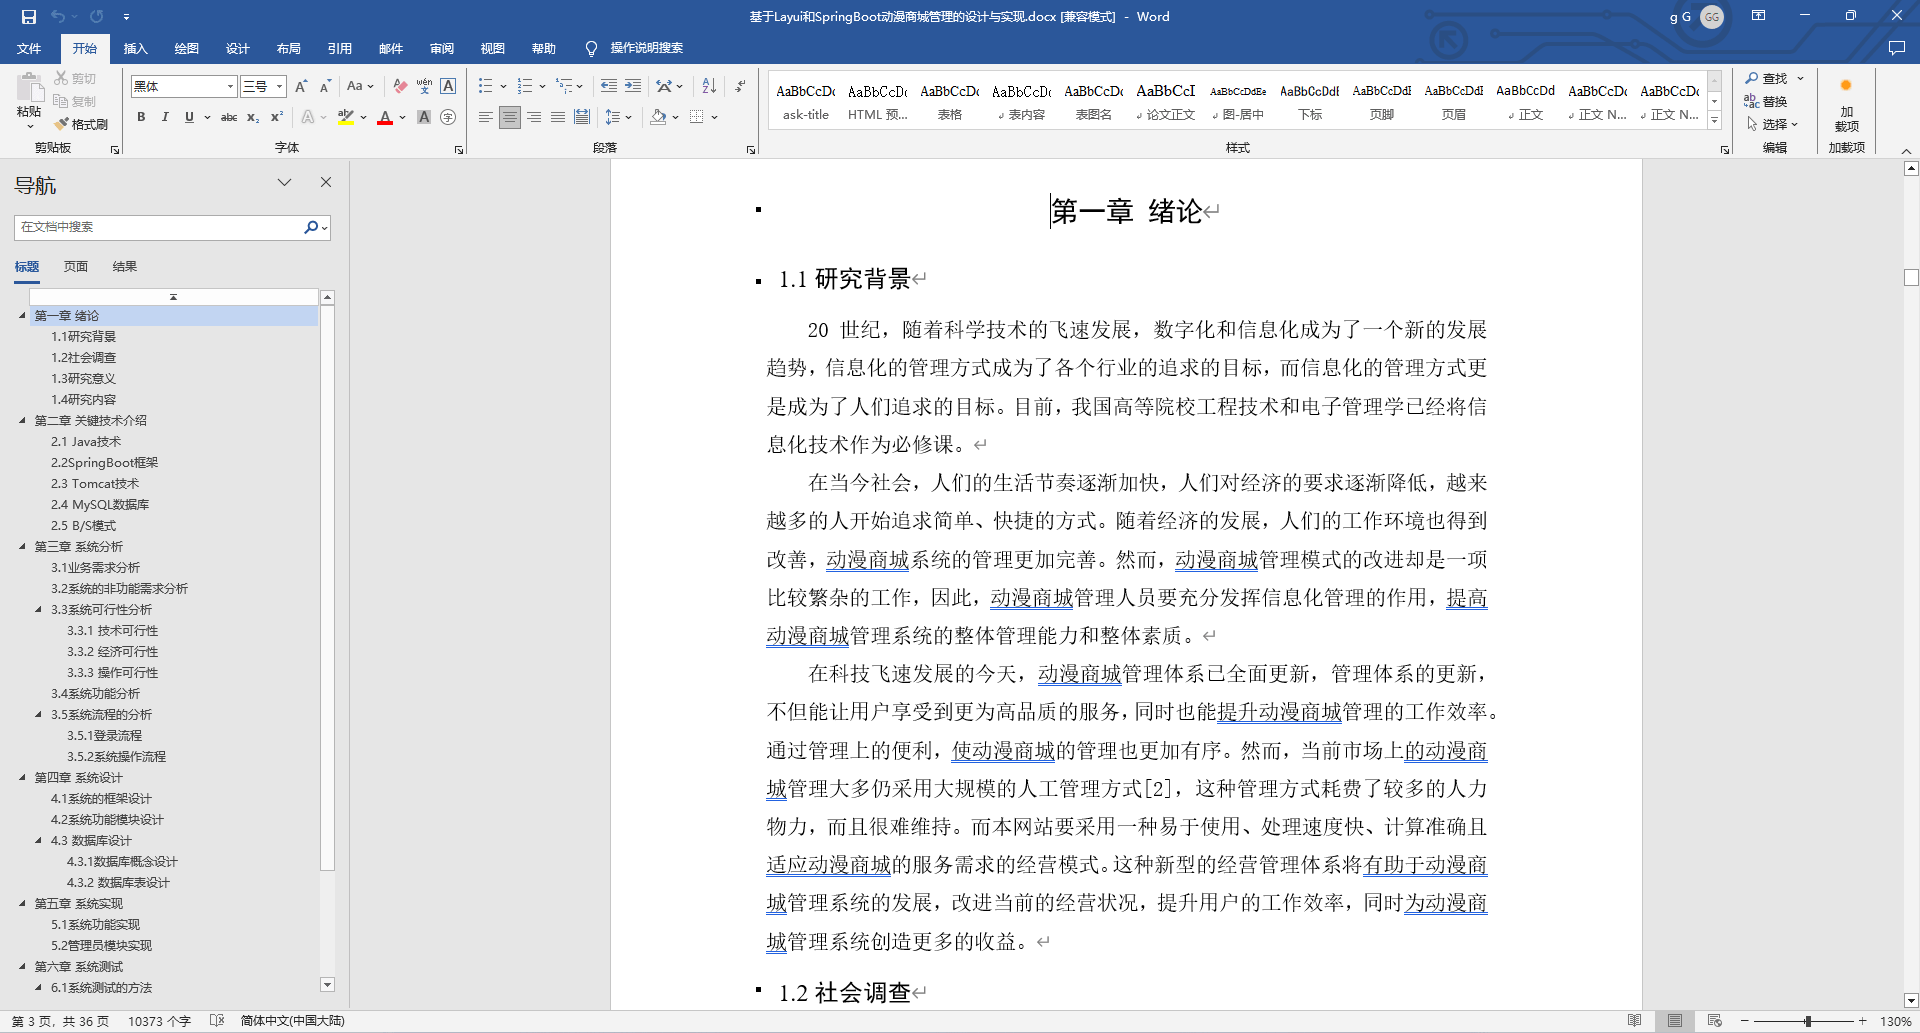 基于Layui和SpringBoot动漫商城管理的设计与实现.docx [兼容模式] - Word
g G
GG
文件 开始 插入 绘图 设计 布局 引用 邮件 审阅 视图 帮助 操作说明搜索
粘贴
剪切
复制
格式刷
剪贴板
黑体 三号
字体
段落
AaBbCcDc ask-title
AaBbCcDc HTML 预...
AaBbCcDc 表格
AaBbCcDc 表内容
AaBbCcDc 表图名
AaBbCcI 论文正文
AaBbCcDdEe 图-居中
AaBbCcDdI 下标
AaBbCcDdI 页脚
AaBbCcDdI 页眉
AaBbCcDd 正文
AaBbCcDc 正文 N...
AaBbCcDc 正文 N...
样式
查找
替换
选择
编辑
加
载项
加载项
导航
在文档中搜索
标题 页面 结果
第一章 绪论
1.1研究背景
1.2社会调查
1.3研究意义
1.4研究内容
第二章 关键技术介绍
2.1 Java技术
2.2SpringBoot框架
2.3 Tomcat技术
2.4 MySQL数据库
2.5 B/S模式
第三章 系统分析
3.1业务需求分析
3.2系统的非功能需求分析
3.3系统可行性分析
3.3.1 技术可行性
3.3.2 经济可行性
3.3.3 操作可行性
3.4系统功能分析
3.5系统流程的分析
3.5.1登录流程
3.5.2系统操作流程
第四章 系统设计
4.1系统的框架设计
4.2系统功能模块设计
4.3 数据库设计
4.3.1数据库概念设计
4.3.2 数据库表设计
第五章 系统实现
5.1系统功能实现
5.2管理员模块实现
第六章 系统测试
6.1系统测试的方法
第一章 绪论
1.1 研究背景
20 世纪，随着科学技术的飞速发展，数字化和信息化成为了一个新的发展
趋势，信息化的管理方式成为了各个行业的追求的目标，而信息化的管理方式更
是成为了人们追求的目标。目前，我国高等院校工程技术和电子管理学已经将信
息化技术作为必修课。
在当今社会，人们的生活节奏逐渐加快，人们对经济的要求逐渐降低，越来
越多的人开始追求简单、快捷的方式。随着经济的发展，人们的工作环境也得到
改善，动漫商城系统的管理更加完善。然而，动漫商城管理模式的改进却是一项
比较繁杂的工作，因此，动漫商城管理人员要充分发挥信息化管理的作用，提高
动漫商城管理系统的整体管理能力和整体素质。
在科技飞速发展的今天，动漫商城管理体系已全面更新，管理体系的更新，
不但能让用户享受到更为高品质的服务，同时也能提升动漫商城管理的工作效率。
通过管理上的便利，使动漫商城的管理也更加有序。然而，当前市场上的动漫商
城管理大多仍采用大规模的人工管理方式[2]，这种管理方式耗费了较多的人力
物力，而且很难维持。而本网站要采用一种易于使用、处理速度快、计算准确且
适应动漫商城的服务需求的经营模式。这种新型的经营管理体系将有助于动漫商
城管理系统的发展，改进当前的经营状况，提升用户的工作效率，同时为动漫商
城管理系统创造更多的收益。
1.2 社会调查
第 3 页，共 36 页 10373 个字 简体中文(中国大陆) 130%